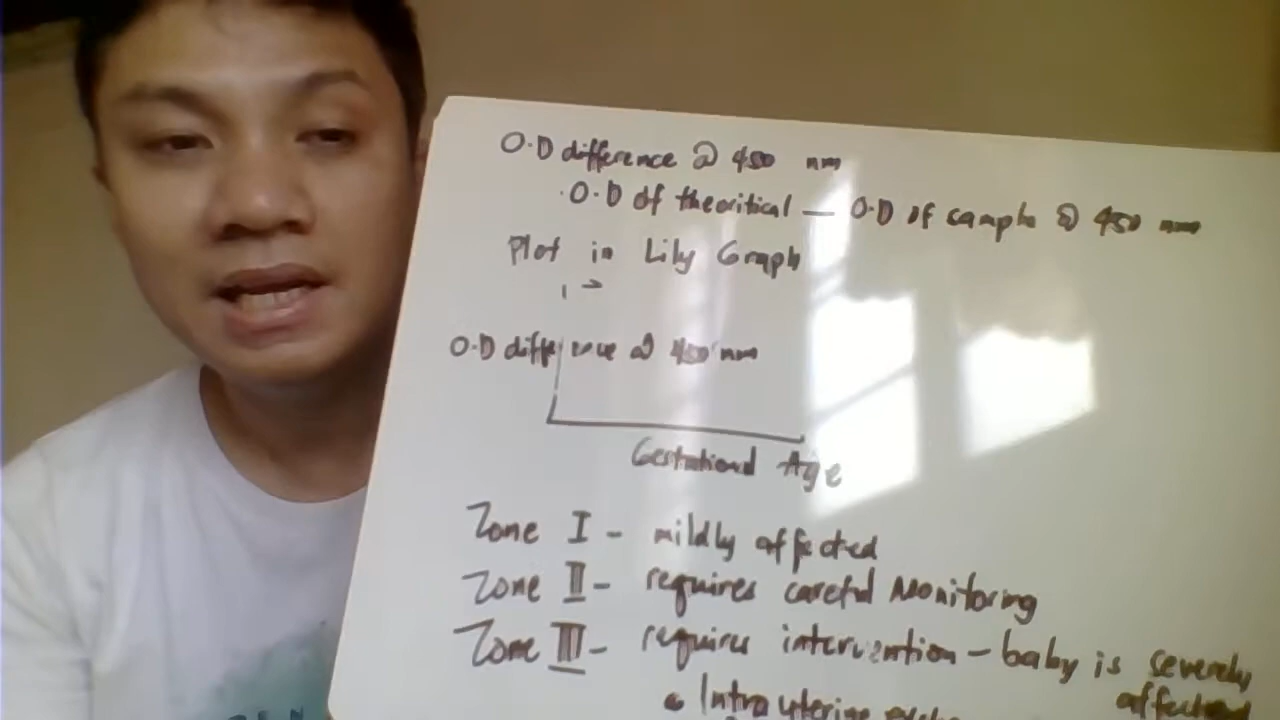 O.D difference @ 450 nm
O.D of theoritical — O.D of sample @ 450 nm
Plot in Lily Graph
O.D difference @ 450 nm
Gestational Age
Zone I - mildly affected
Zone II - requires careful Monitoring
Zone III - requires intervention - baby is severely affected
• Intrauterine